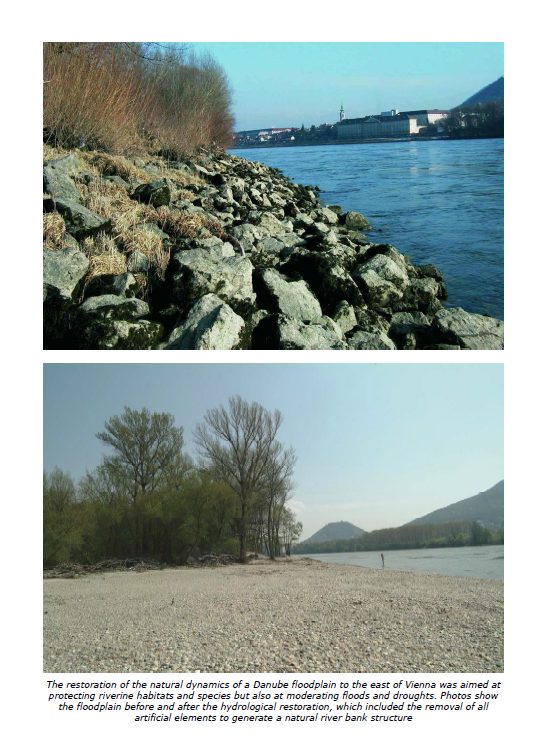 The restoration of the natural dynamics of a Danube floodplain to the east of Vienna was aimed at
protecting riverine habitats and species but also at moderating floods and droughts. Photos show
the floodplain before and after the hydrological restoration, which included the removal of all
artificial elements to generate a natural river bank structure